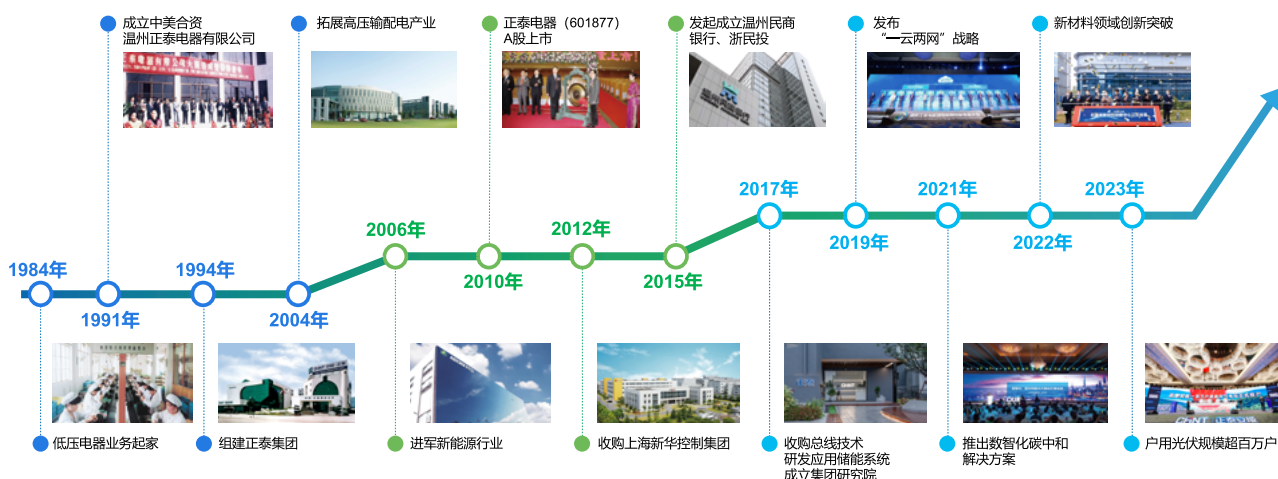 成立中美合资
温州正泰电器有限公司
拓展高压输配电产业
正泰电器（601877）
A股上市
发起成立温州民商
银行、浙民投
发布
“一云两网”战略
新材料领域创新突破
1984年
1991年
1994年
2004年
2006年
2010年
2012年
2015年
2017年
2019年
2021年
2022年
2023年
低压电器业务起家
组建正泰集团
进军新能源行业
收购上海新华控制集团
收购总线技术
研发应用储能系统
成立集团研究院
推出数智化碳中和
解决方案
户用光伏规模超百万户